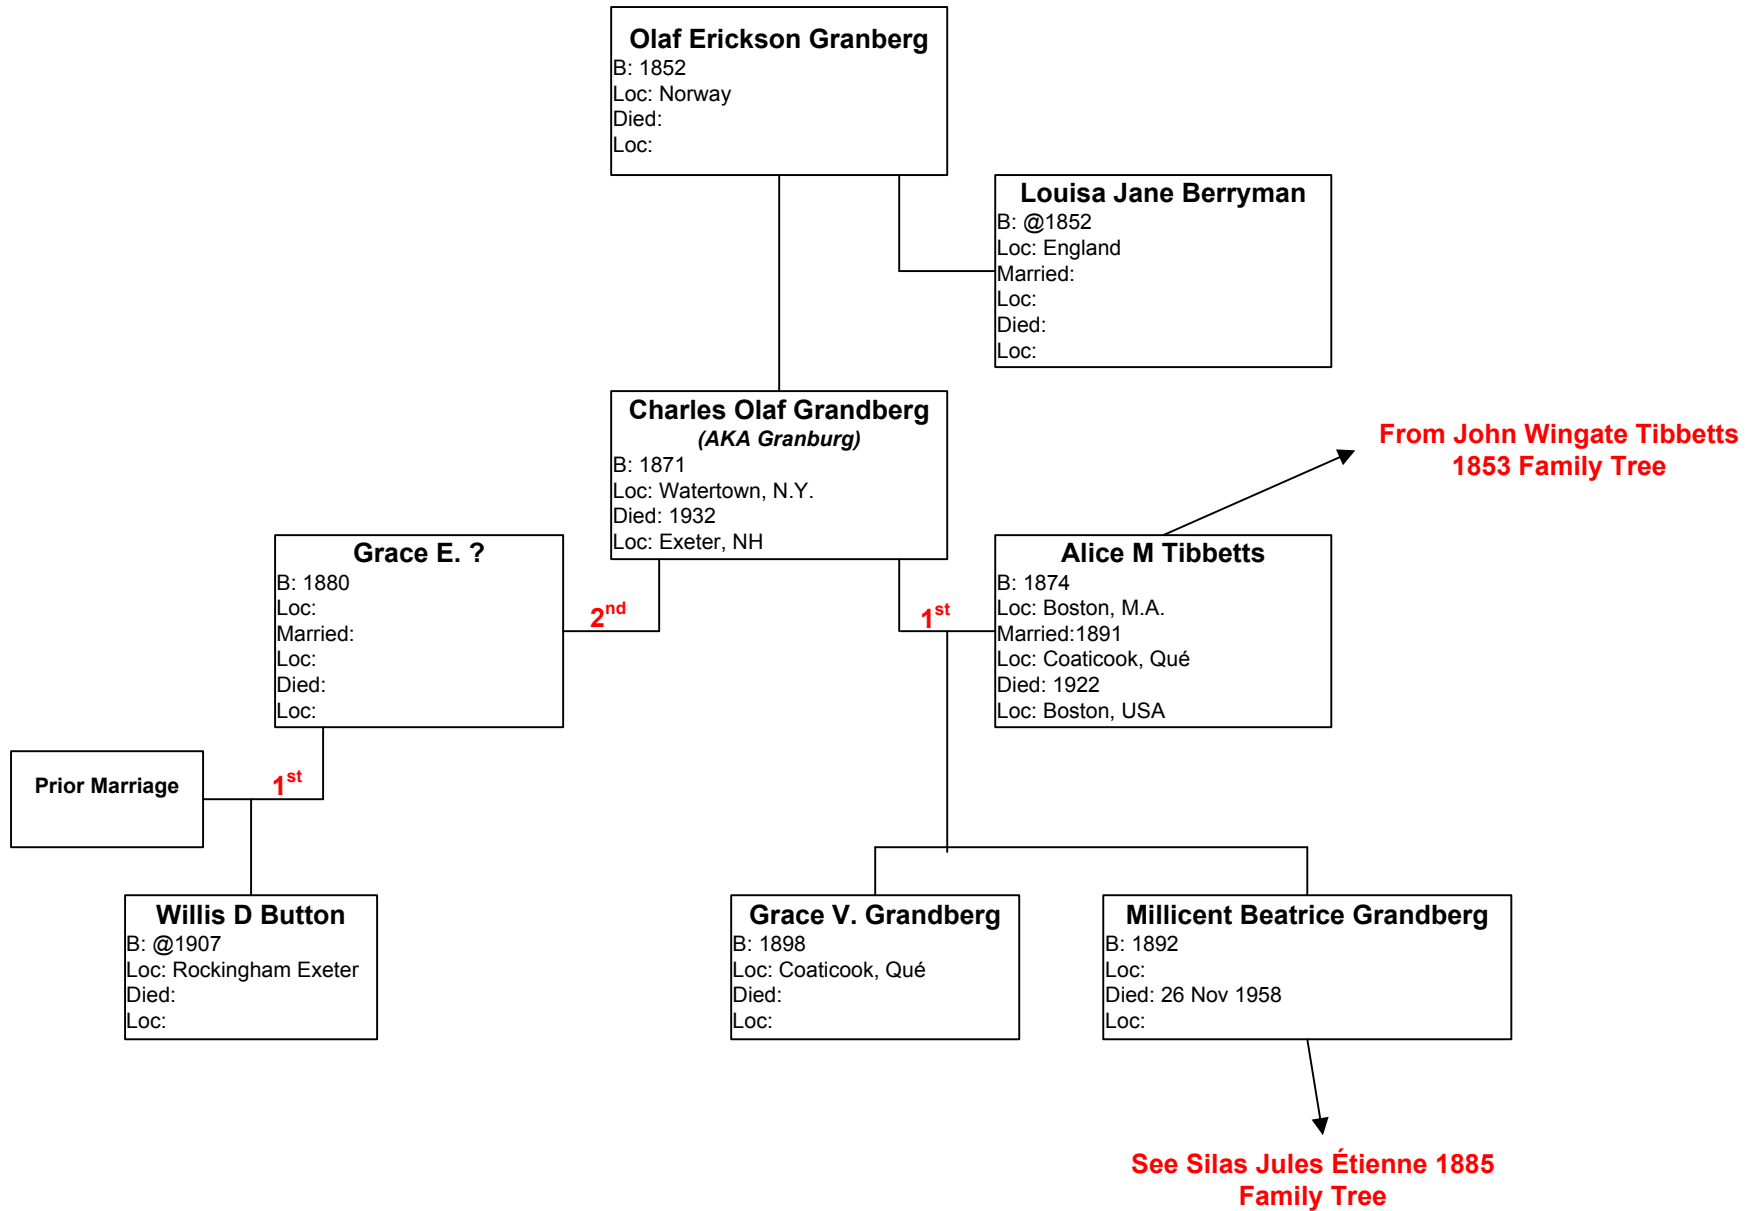 Olaf Erickson Granberg
B: 1852
Loc: Norway
Died:
Loc:
Louisa Jane Berryman
B: @1852
Loc: England
Married:
Loc:
Died:
Loc:
Charles Olaf Grandberg
(AKA Granburg)
B: 1871
Loc: Watertown, N.Y.
Died: 1932
Loc: Exeter, NH
From John Wingate Tibbetts
1853 Family Tree
Grace E. ?
B: 1880
Loc:
Married:
Loc:
Died:
Loc:
2nd
1st
Alice M Tibbetts
B: 1874
Loc: Boston, M.A.
Married:1891
Loc: Coaticook, Qué
Died: 1922
Loc: Boston, USA
Prior Marriage
1st
Willis D Button
B: @1907
Loc: Rockingham Exeter
Died:
Loc:
Grace V. Grandberg
B: 1898
Loc: Coaticook, Qué
Died:
Loc:
Millicent Beatrice Grandberg
B: 1892
Loc:
Died: 26 Nov 1958
Loc:
See Silas Jules Étienne 1885
Family Tree